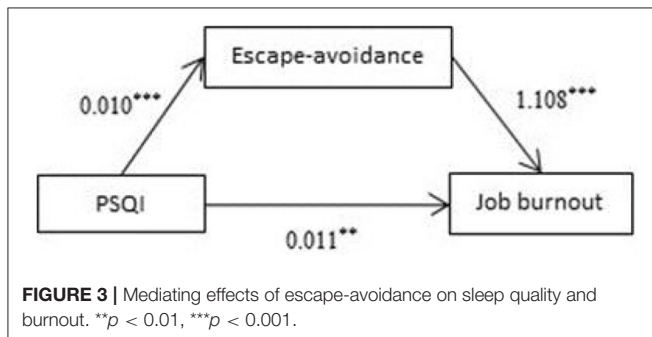 Escape-avoidance
0.010***
1.108***
PSQI
Job burnout
0.011**
FIGURE 3 | Mediating effects of escape-avoidance on sleep quality and
burnout. **p < 0.01, ***p < 0.001.